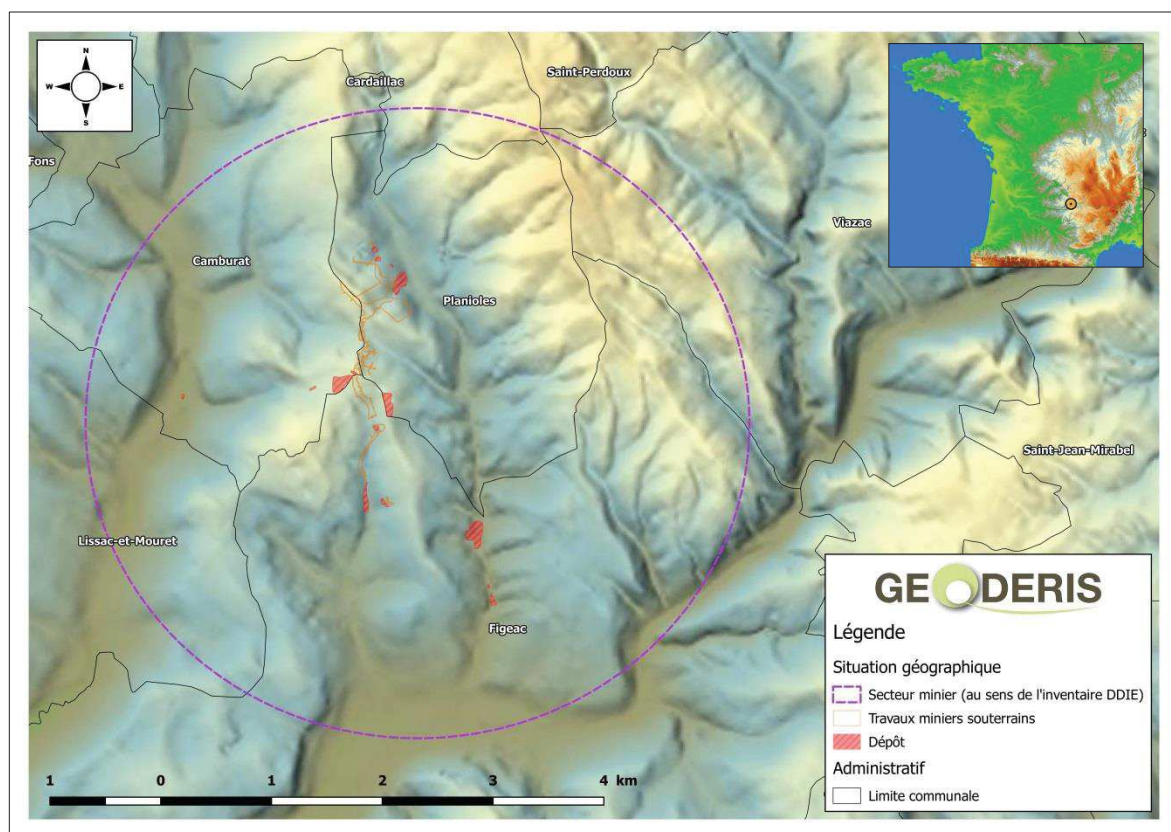 N
W E
S
Cardaillac
Saint-Perdoux
Fons
Viazac
Camburat
Planioles
Saint-Jean-Mirabel
Lissac-et-Mouret
Figeac
GEODERIS
Légende
Situation géographique
Secteur minier (au sens de l'inventaire DDIE)
Travaux miniers souterrains
Dépôt
Administratif
Limite communale
1 0 1 2 3 4 km